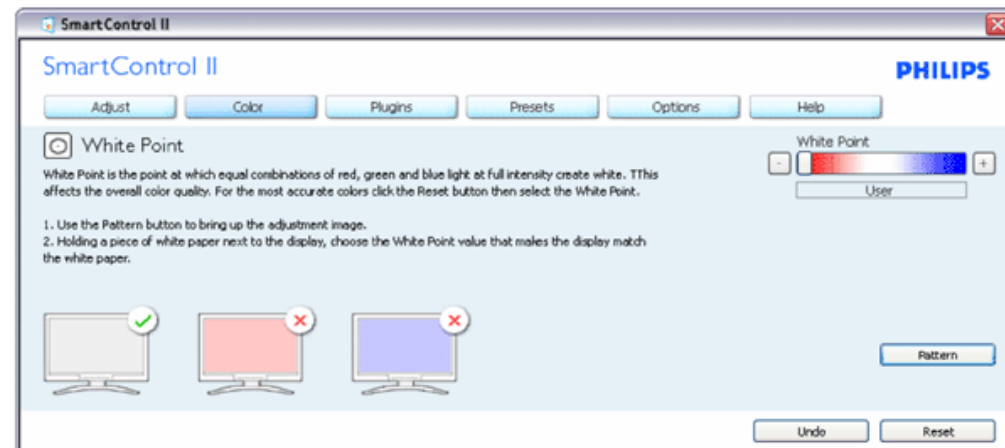 SmartControl II
SmartControl II
PHILIPS
Adjust Color Plugins Presets Options Help
White Point
White Point is the point at which equal combinations of red, green and blue light at full intensity create white. TThis
affects the overall color quality. For the most accurate colors click the Reset button then select the White Point.
1. Use the Pattern button to bring up the adjustment image.
2. Holding a piece of white paper next to the display, choose the White Point value that makes the display match
the white paper.
White Point
- +
User
Pattern
Undo Reset